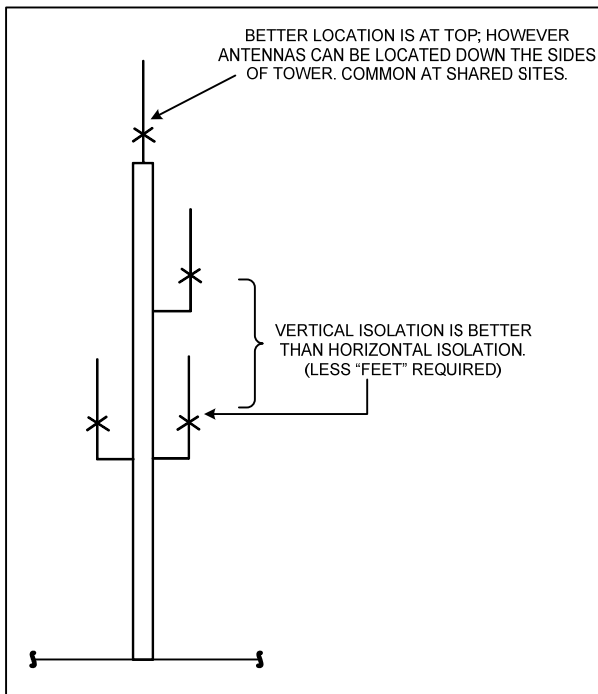 BETTER LOCATION IS AT TOP; HOWEVER
ANTENNAS CAN BE LOCATED DOWN THE SIDES
OF TOWER. COMMON AT SHARED SITES.
VERTICAL ISOLATION IS BETTER
THAN HORIZONTAL ISOLATION.
(LESS “FEET” REQUIRED)